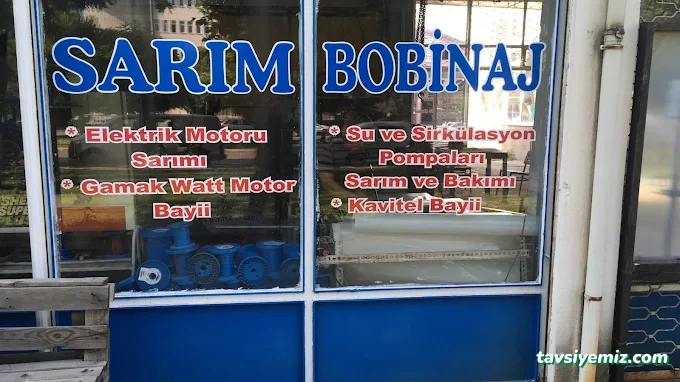 SARIM BOBİNAJ
* Elektrik Motoru
Sarımı
* Gamak Watt Motor
Bayii
* Su ve Sirkülasyon
Pompaları
Sarım ve Bakımı
* Kavitel Bayii
SUPER
tavsiyemiz.com